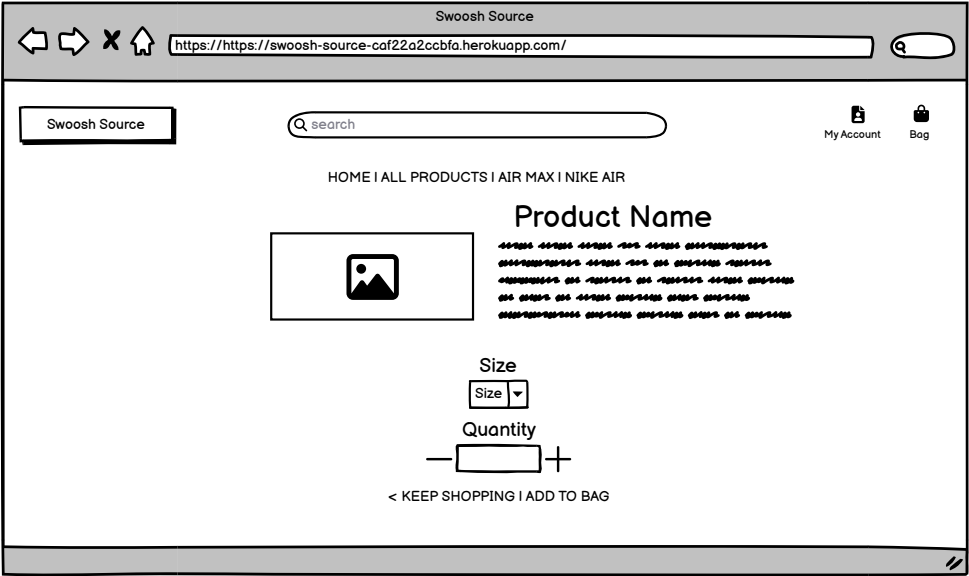 Swoosh Source
https://https://swoosh-source-caf22a2ccbfa.herokuapp.com/
Swoosh Source
search
My Account
Bag
HOME | ALL PRODUCTS | AIR MAX | NIKE AIR
Product Name
Size
Size
Quantity
< KEEP SHOPPING | ADD TO BAG